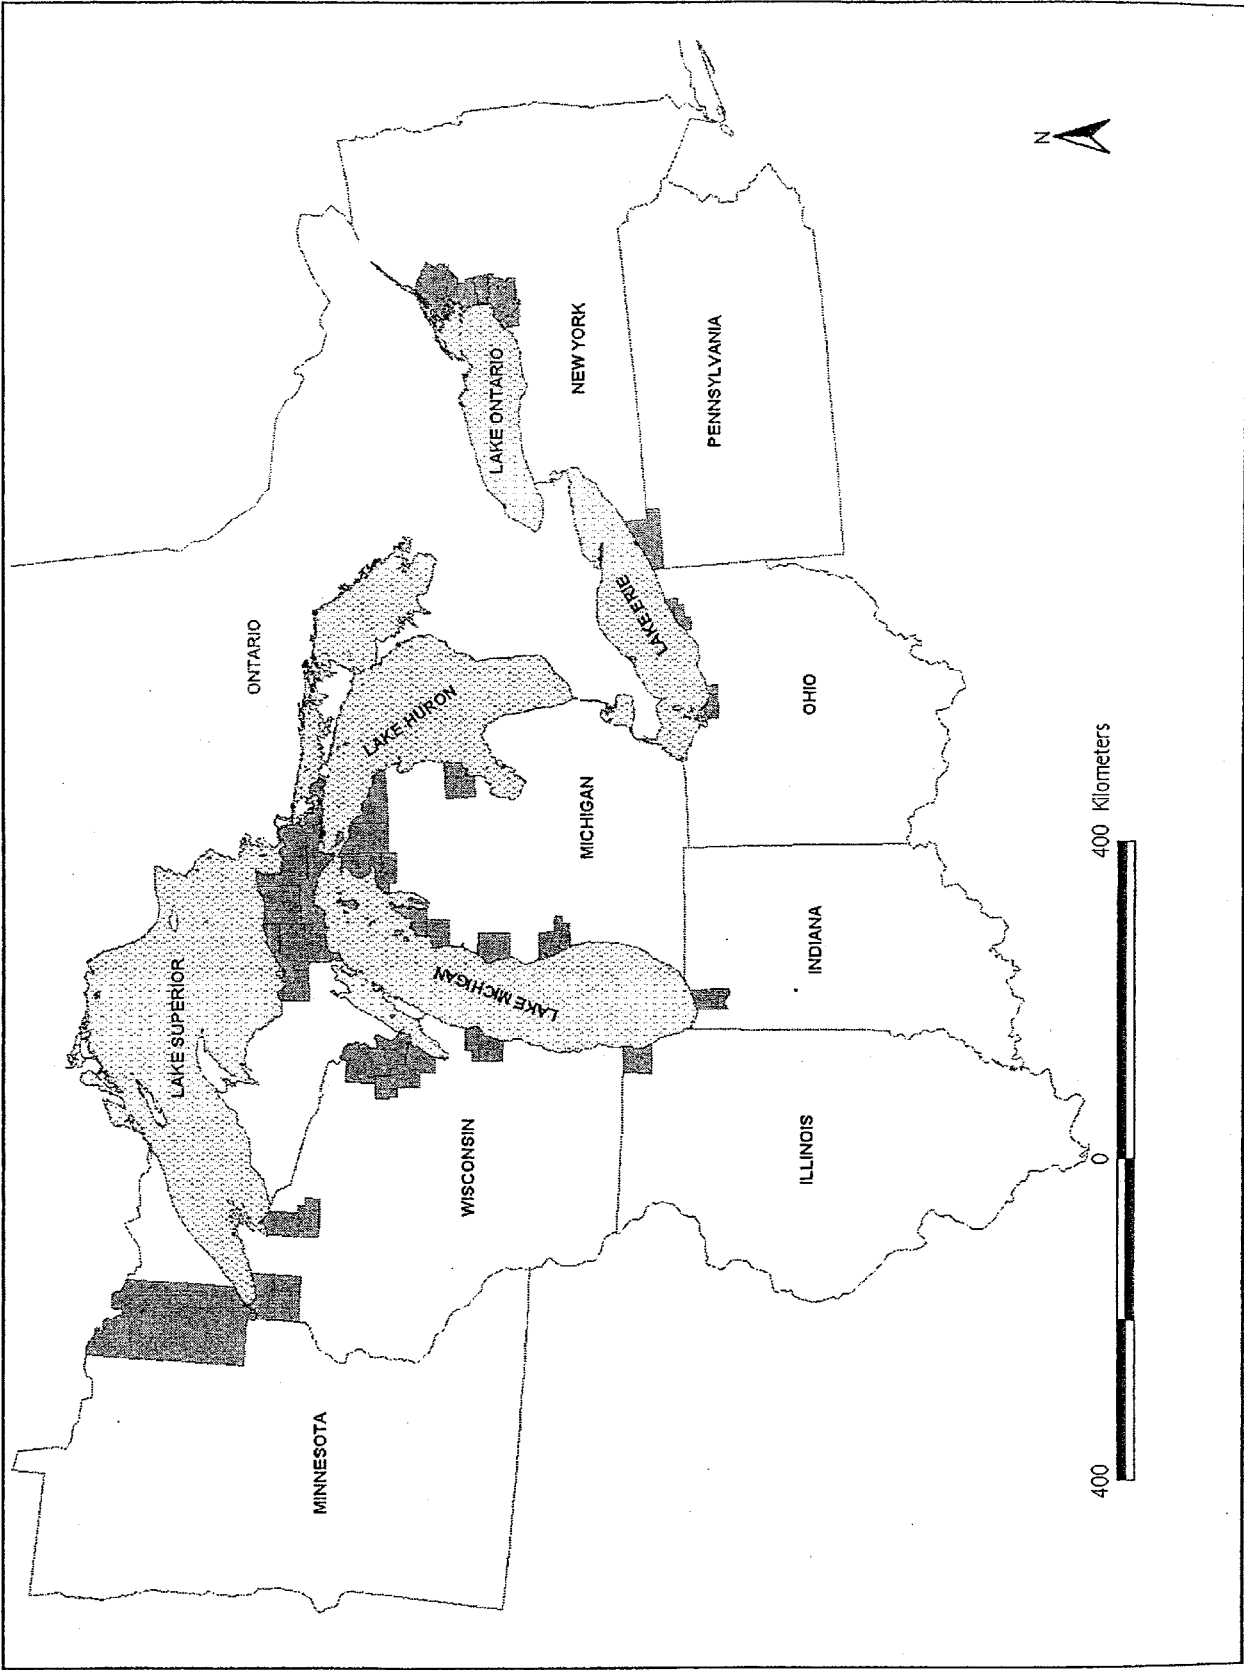 ONTARIO
LAKE SUPERIOR
LAKE HURON
LAKE ONTARIO
LAKE MICHIGAN
LAKE ERIE
MINNESOTA
WISCONSIN
MICHIGAN
NEW YORK
PENNSYLVANIA
ILLINOIS
INDIANA
OHIO
N
400 0 400 Kilometers